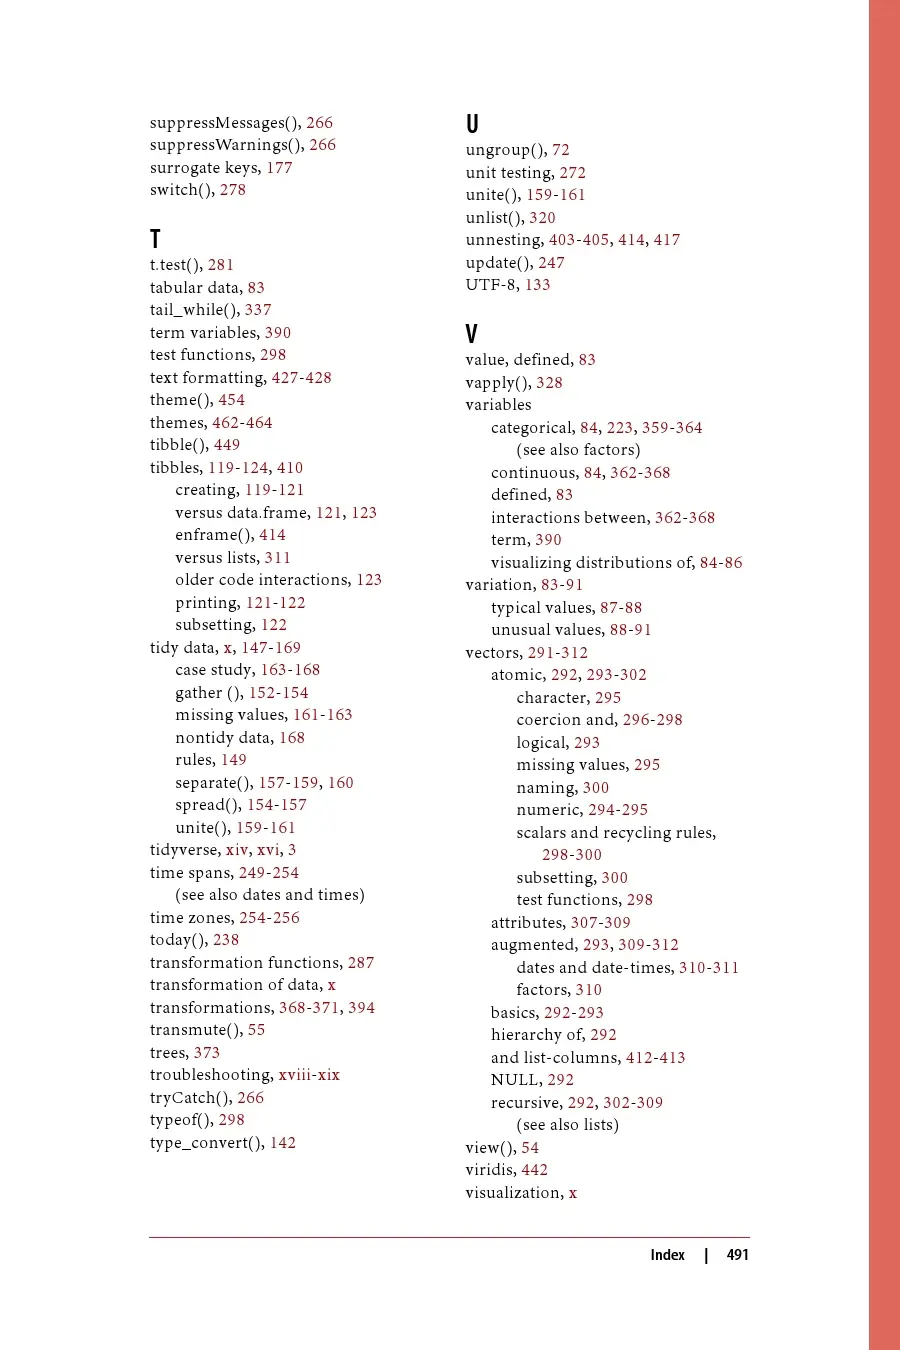 suppressMessages(), 266
suppressWarnings(), 266
surrogate keys, 177
switch(), 278
T
t.test(), 281
tabular data, 83
tail_while(), 337
term variables, 390
test functions, 298
text formatting, 427-428
theme(), 454
themes, 462-464
tibble(), 449
tibbles, 119-124, 410
creating, 119-121
versus data.frame, 121, 123
enframe(), 414
versus lists, 311
older code interactions, 123
printing, 121-122
subsetting, 122
tidy data, x, 147-169
case study, 163-168
gather (), 152-154
missing values, 161-163
nontidy data, 168
rules, 149
separate(), 157-159, 160
spread(), 154-157
unite(), 159-161
tidyverse, xiv, xvi, 3
time spans, 249-254
(see also dates and times)
time zones, 254-256
today(), 238
transformation functions, 287
transformation of data, x
transformations, 368-371, 394
transmute(), 55
trees, 373
troubleshooting, xviii-xix
tryCatch(), 266
typeof(), 298
type_convert(), 142
U
ungroup(), 72
unit testing, 272
unite(), 159-161
unlist(), 320
unnesting, 403-405, 414, 417
update(), 247
UTF-8, 133
V
value, defined, 83
vapply(), 328
variables
categorical, 84, 223, 359-364
(see also factors)
continuous, 84, 362-368
defined, 83
interactions between, 362-368
term, 390
visualizing distributions of, 84-86
variation, 83-91
typical values, 87-88
unusual values, 88-91
vectors, 291-312
atomic, 292, 293-302
character, 295
coercion and, 296-298
logical, 293
missing values, 295
naming, 300
numeric, 294-295
scalars and recycling rules,
298-300
subsetting, 300
test functions, 298
attributes, 307-309
augmented, 293, 309-312
dates and date-times, 310-311
factors, 310
basics, 292-293
hierarchy of, 292
and list-columns, 412-413
NULL, 292
recursive, 292, 302-309
(see also lists)
view(), 54
viridis, 442
visualization, x
Index | 491